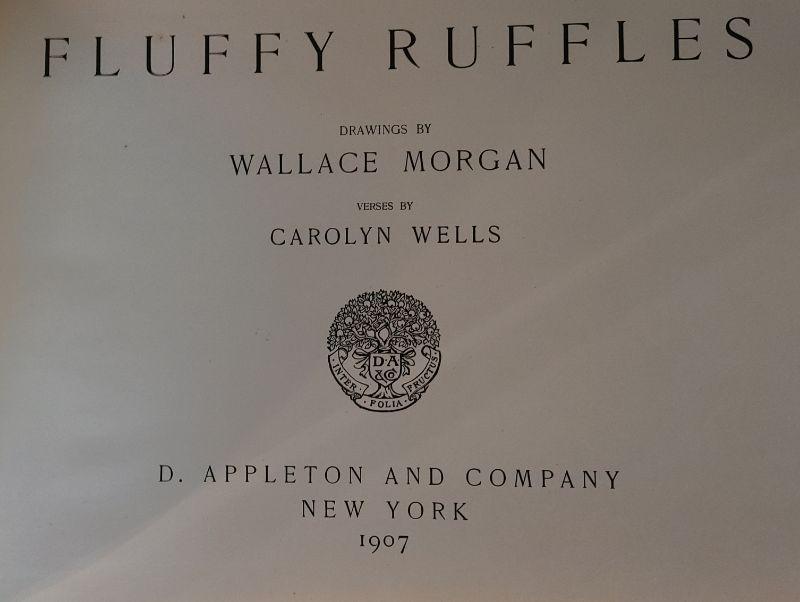 FLUFFY RUFFLES
DRAWINGS BY
WALLACE MORGAN
VERSES BY
CAROLYN WELLS
D·A
&Co
·INTER·
·FOLIA·
FRUCTUS·
D. APPLETON AND COMPANY
NEW YORK
1907